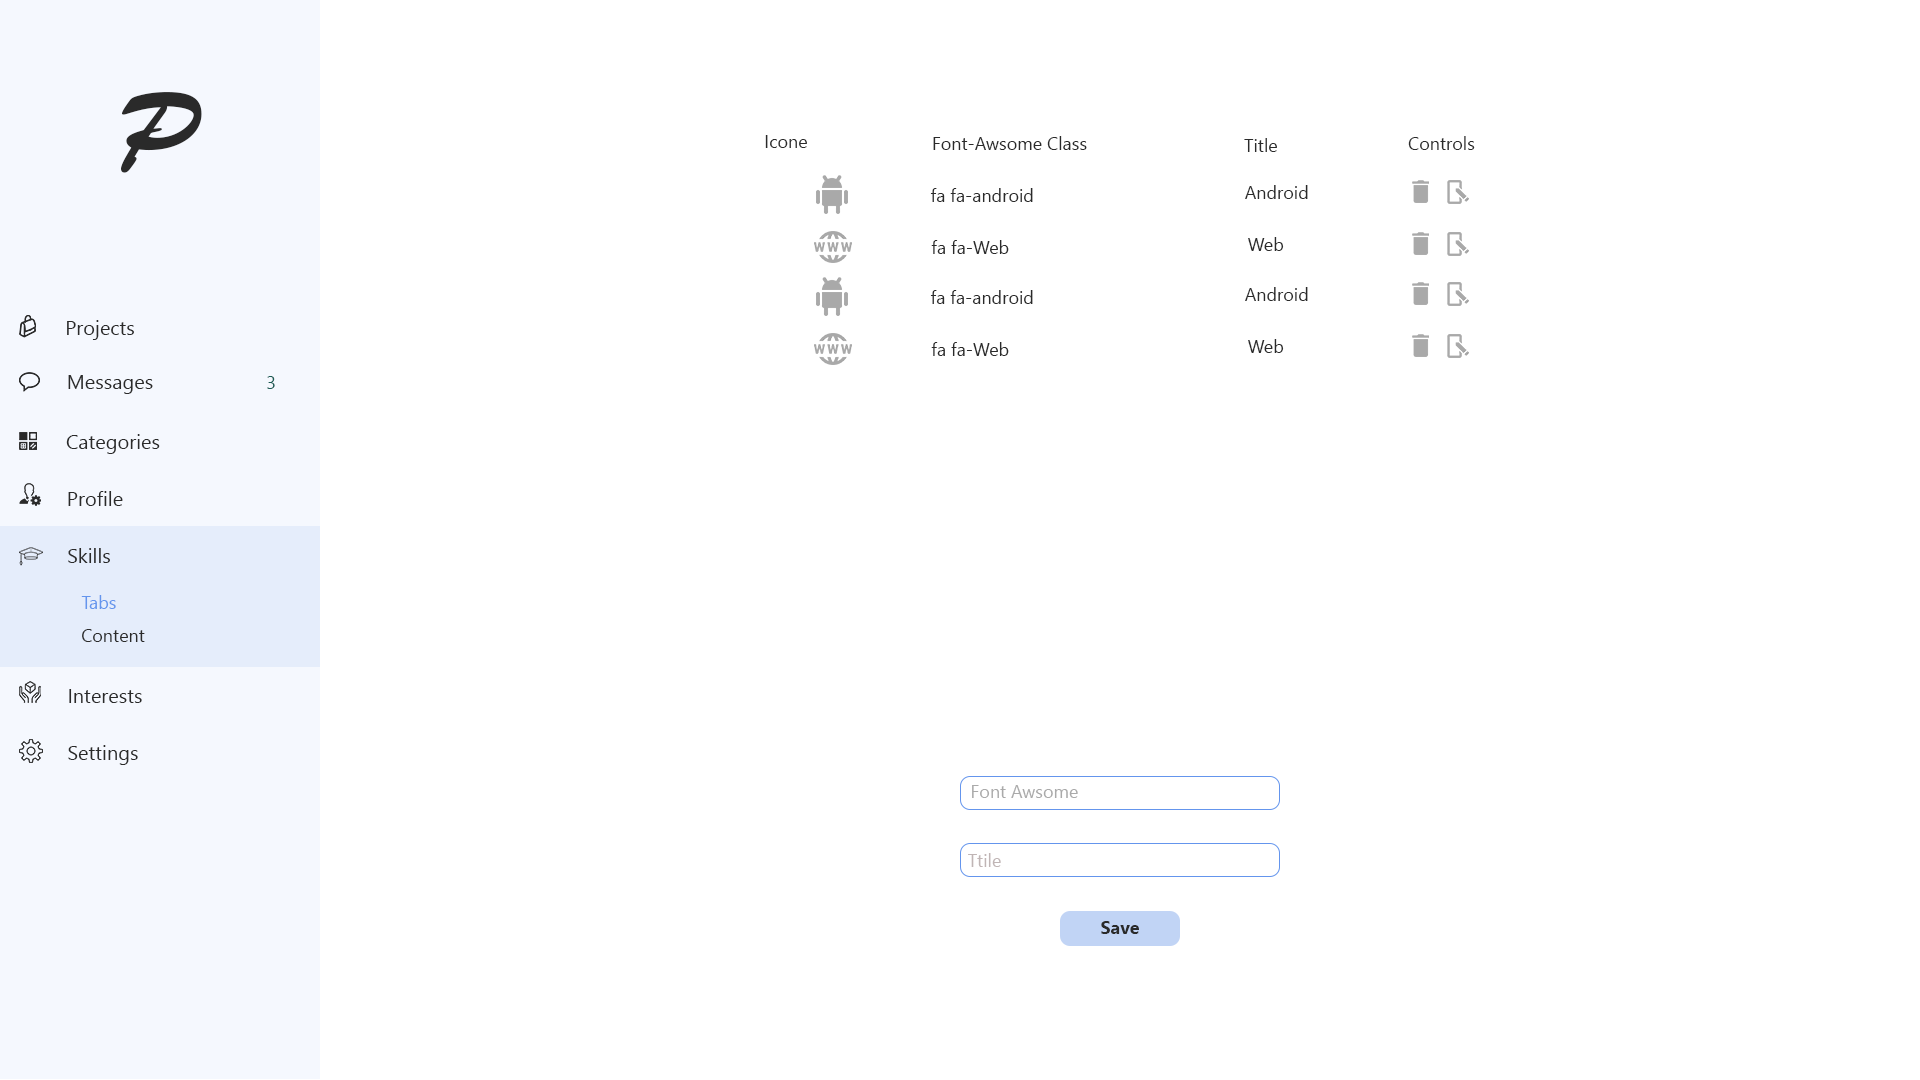 P
Projects
Messages 3
Categories
Profile
Skills
Tabs
Content
Interests
Settings
Icone Font-Awsome Class Title Controls
fa fa-android Android
WWW fa fa-Web Web
fa fa-android Android
WWW fa fa-Web Web
Font Awsome
Ttile
Save